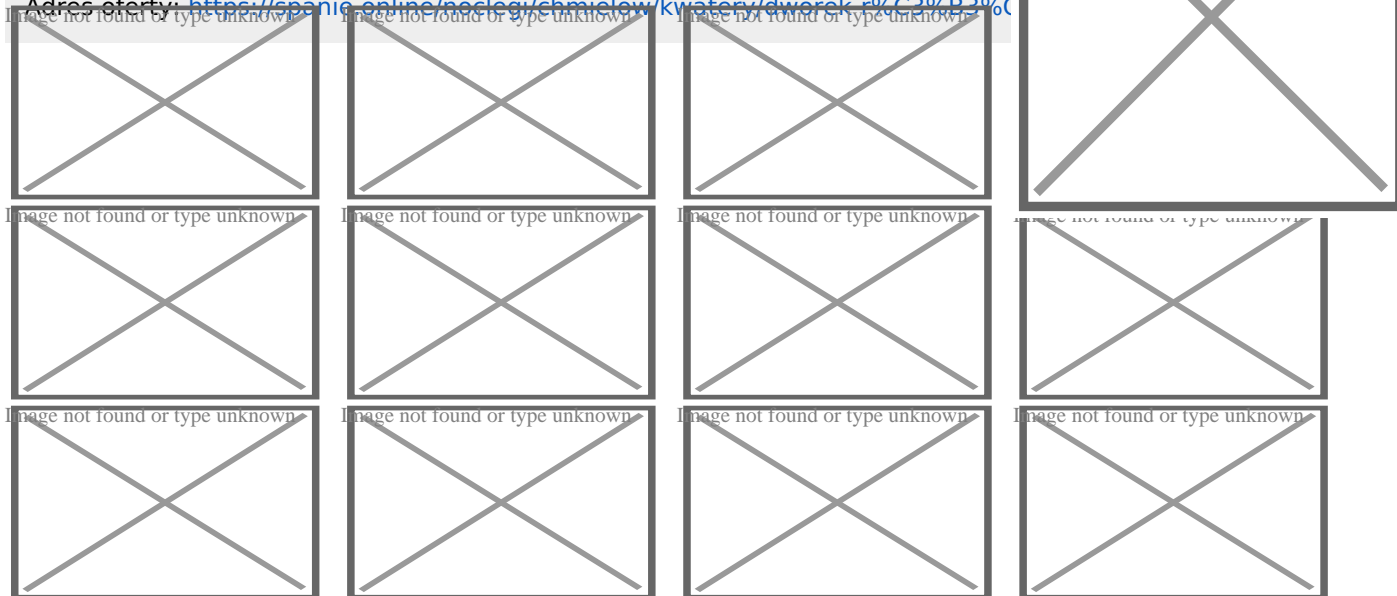 Adres oferty: https://spanie.online/noclegi/chmielow/kwatery/dworek-r%C3%B3%C
Image not found or type unknown Image not found or type unknown Image not found or type unknown
Image not found or type unknown Image not found or type unknown Image not found or type unknown Image not found or type unknown
Image not found or type unknown Image not found or type unknown Image not found or type unknown Image not found or type unknown